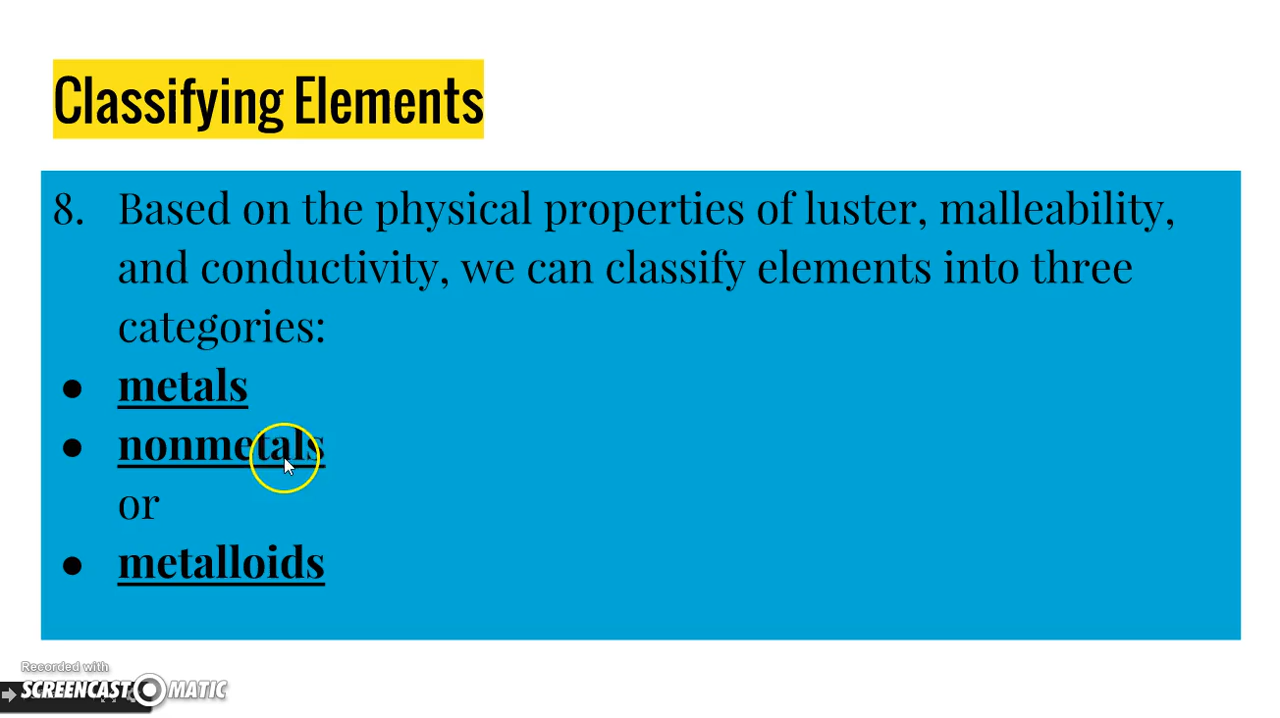 Classifying Elements
8. Based on the physical properties of luster, malleability,
and conductivity, we can classify elements into three
categories:
● metals
● nonmetals
or
● metalloids
Recorded with
SCREENCAST MATIC